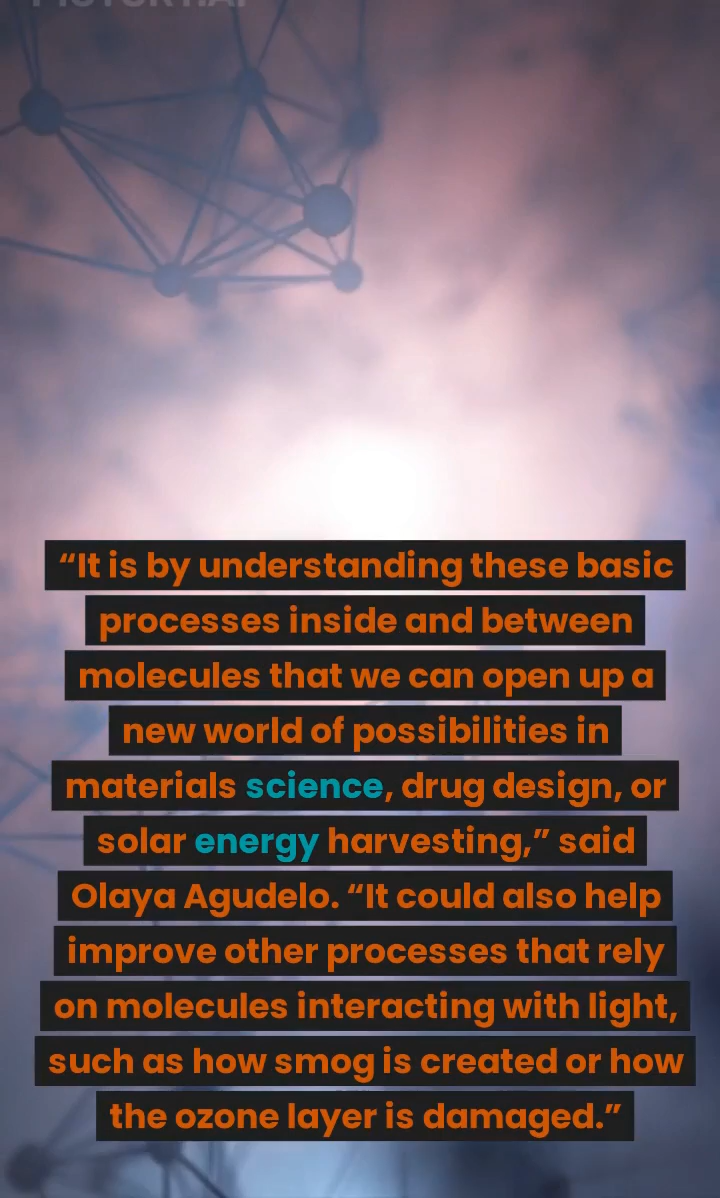 “It is by understanding these basic
processes inside and between
molecules that we can open up a
new world of possibilities in
materials science, drug design, or
solar energy harvesting,” said
Olaya Agudelo. “It could also help
improve other processes that rely
on molecules interacting with light,
such as how smog is created or how
the ozone layer is damaged.”